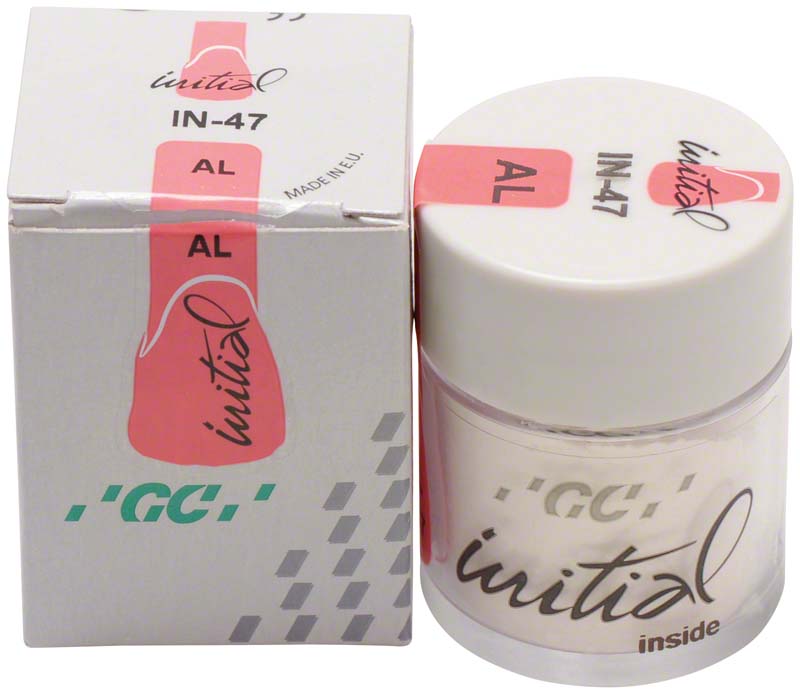 initial
IN-47
AL
MADE IN E.U.
AL
initial
GC
AL
IN-47
initial
GC
initial
inside